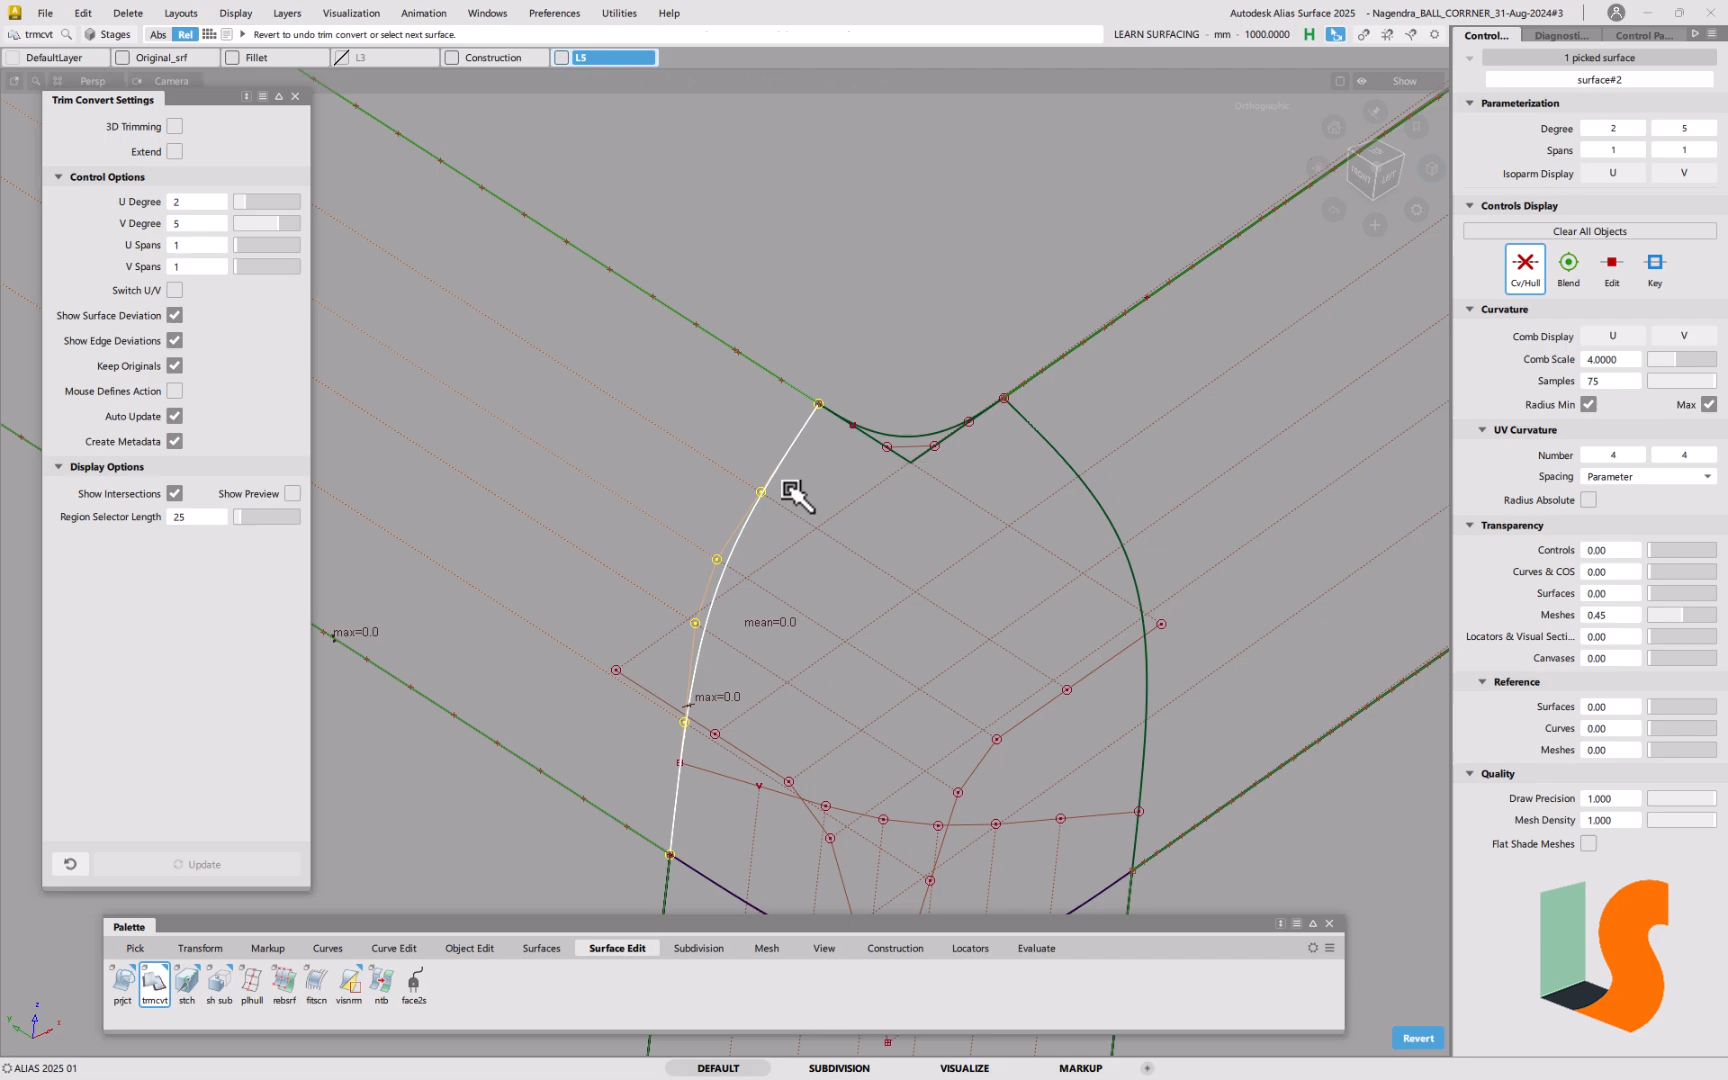 File Edit Delete Layouts Display Layers Visualization Animation Windows Preferences Utilities Help
Autodesk Alias Surface 2025 - Nagendra_BALL_CORRNER_31-Aug-2024#3
trmcvt Stages Abs Rel Revert to undo trim convert or select next surface.
LEARN SURFACING - mm - 1000.0000 H
DefaultLayer Original_srf Fillet L3 Construction L5
Persp Camera Show
Orthographic
FRONT LEFT
Trim Convert Settings
3D Trimming
Extend
Control Options
U Degree 2
V Degree 5
U Spans 1
V Spans 1
Switch U/V
Show Surface Deviation
Show Edge Deviations
Keep Originals
Mouse Defines Action
Auto Update
Create Metadata
Display Options
Show Intersections Show Preview
Region Selector Length 25
Update
max=0.0
mean=0.0
max=0.0
Control... Diagnosti... Control Pa...
1 picked surface
surface#2
Parameterization
Degree 2 5
Spans 1 1
Isoparm Display U V
Controls Display
Clear All Objects
Cv/Hull Blend Edit Key
Curvature
Comb Display U V
Comb Scale 4.0000
Samples 75
Radius Min Max
UV Curvature
Number 4 4
Spacing Parameter
Radius Absolute
Transparency
Controls 0.00
Curves & COS 0.00
Surfaces 0.00
Meshes 0.45
Locators & Visual Secti... 0.00
Canvases 0.00
Reference
Surfaces 0.00
Curves 0.00
Meshes 0.00
Quality
Draw Precision 1.000
Mesh Density 1.000
Flat Shade Meshes
Palette
Pick Transform Markup Curves Curve Edit Object Edit Surfaces Surface Edit Subdivision Mesh View Construction Locators Evaluate
prjct trmcvt stch sh sub plhull rebsrf fitscn visnrm ntb face2s
z
y x
Revert
ALIAS 2025 01
DEFAULT SUBDIVISION VISUALIZE MARKUP +